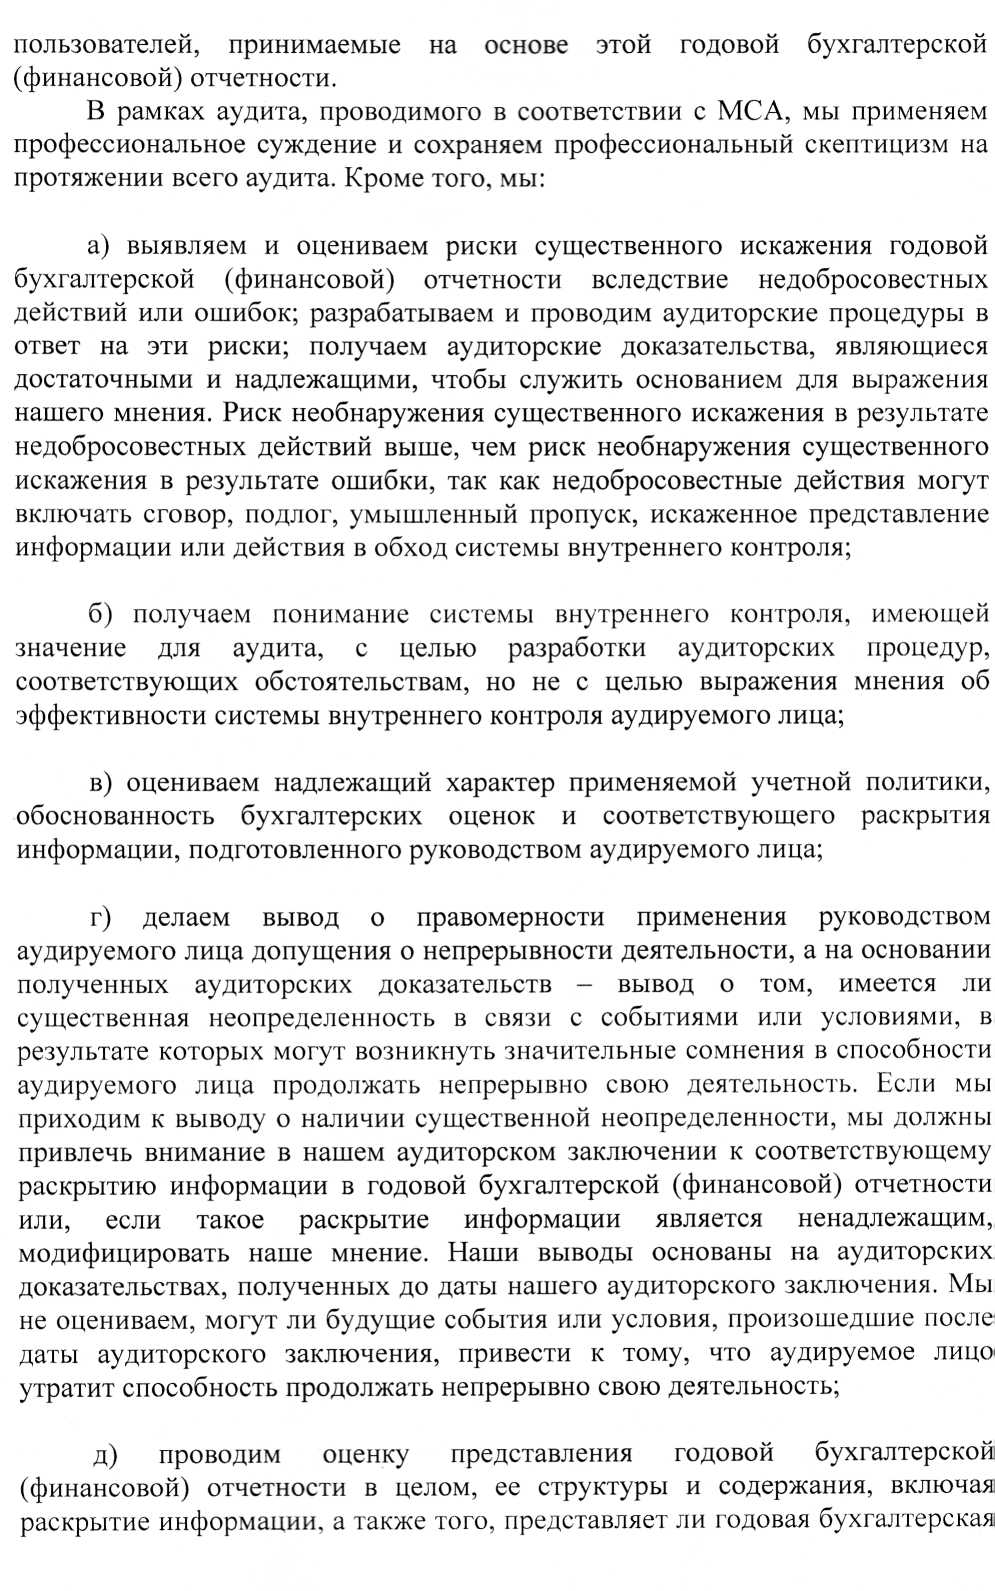 пользователей, принимаемые на основе этой годовой бухгалтерской
(финансовой) отчетности.
В рамках аудита, проводимого в соответствии с МСА, мы применяем
профессиональное суждение и сохраняем профессиональный скептицизм на
протяжении всего аудита. Кроме того, мы:
а) выявляем и оцениваем риски существенного искажения годовой
бухгалтерской (финансовой) отчетности вследствие недобросовестных
действий или ошибок; разрабатываем и проводим аудиторские процедуры в
ответ на эти риски; получаем аудиторские доказательства, являющиеся
достаточными и надлежащими, чтобы служить основанием для выражения
нашего мнения. Риск необнаружения существенного искажения в результате
недобросовестных действий выше, чем риск необнаружения существенного
искажения в результате ошибки, так как недобросовестные действия могут
включать сговор, подлог, умышленный пропуск, искаженное представление
информации или действия в обход системы внутреннего контроля;
б) получаем понимание системы внутреннего контроля, имеющей
значение для аудита, с целью разработки аудиторских процедур,
соответствующих обстоятельствам, но не с целью выражения мнения об
эффективности системы внутреннего контроля аудируемого лица;
в) оцениваем надлежащий характер применяемой учетной политики,
обоснованность бухгалтерских оценок и соответствующего раскрытия
информации, подготовленного руководством аудируемого лица;
г) делаем вывод о правомерности применения руководством
аудируемого лица допущения о непрерывности деятельности, а на основании
полученных аудиторских доказательств – вывод о том, имеется ли
существенная неопределенность в связи с событиями или условиями, в
результате которых могут возникнуть значительные сомнения в способности
аудируемого лица продолжать непрерывно свою деятельность. Если мы
приходим к выводу о наличии существенной неопределенности, мы должны
привлечь внимание в нашем аудиторском заключении к соответствующему
раскрытию информации в годовой бухгалтерской (финансовой) отчетности
или, если такое раскрытие информации является ненадлежащим,
модифицировать наше мнение. Наши выводы основаны на аудиторских
доказательствах, полученных до даты нашего аудиторского заключения. Мы
не оцениваем, могут ли будущие события или условия, произошедшие после
даты аудиторского заключения, привести к тому, что аудируемое лицо
утратит способность продолжать непрерывно свою деятельность;
д) проводим оценку представления годовой бухгалтерской
(финансовой) отчетности в целом, ее структуры и содержания, включая
раскрытие информации, а также того, представляет ли годовая бухгалтерская